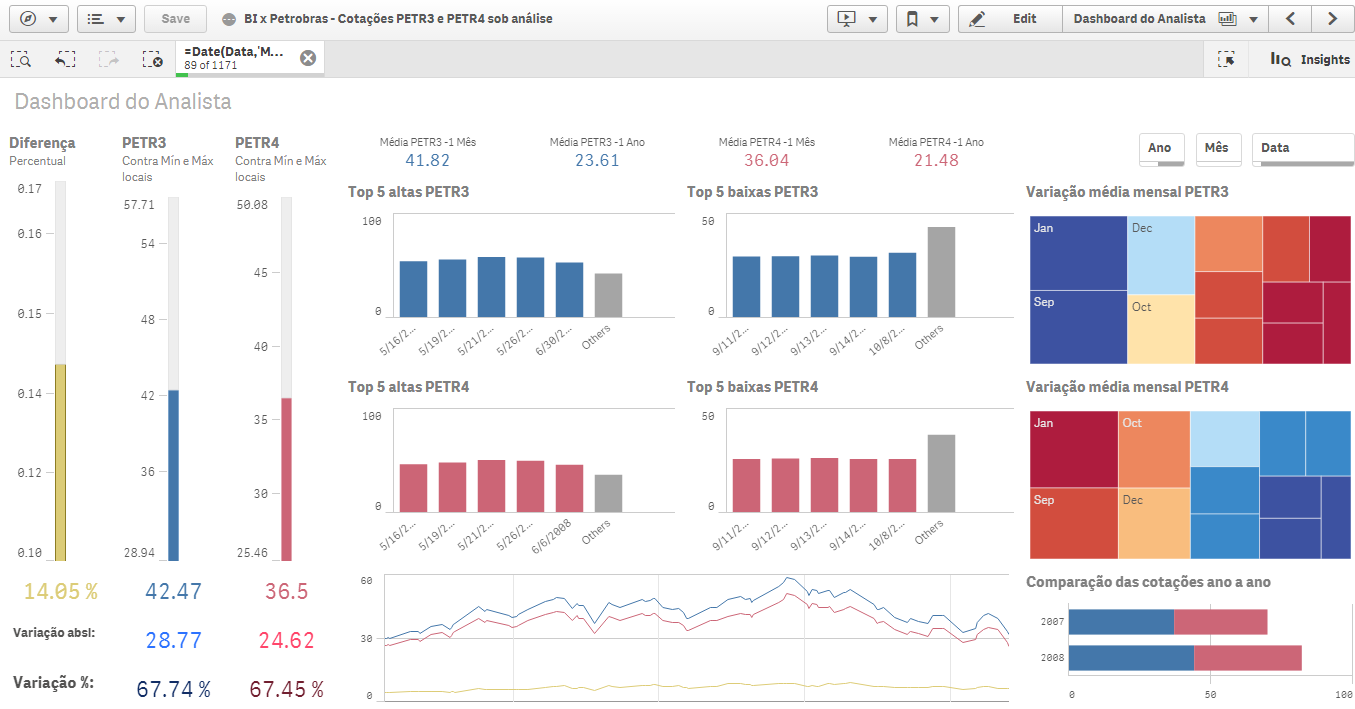 Save
BI x Petrobras - Cotações PETR3 e PETR4 sob análise
Edit
Dashboard do Analista
=Date(Data,'M...
89 of 1171
Insights
Dashboard do Analista
Diferença
Percentual
0.17
0.16
0.15
0.14
0.12
0.10
14.05 %
PETR3
Contra Mín e Máx
locais
57.71
54
48
42
36
28.94
42.47
PETR4
Contra Mín e Máx
locais
50.08
45
40
35
30
25.46
36.5
Variação absl:
28.77
24.62
Variação %:
67.74 %
67.45 %
Média PETR3 -1 Mês
41.82
Média PETR3 -1 Ano
23.61
Média PETR4 -1 Mês
36.04
Média PETR4 -1 Ano
21.48
Ano
Mês
Data
Top 5 altas PETR3
100
0
5/16/2...
5/19/2...
5/21/2...
5/26/2...
6/30/2...
Others
Top 5 baixas PETR3
50
0
9/11/2...
9/12/2...
9/13/2...
9/14/2...
10/8/2...
Others
Variação média mensal PETR3
Jan
Dec
Sep
Oct
Top 5 altas PETR4
100
0
5/16/2...
5/19/2...
5/21/2...
5/26/2...
6/6/2008
Others
Top 5 baixas PETR4
50
0
9/11/2...
9/12/2...
9/13/2...
9/14/2...
10/8/2...
Others
Variação média mensal PETR4
Jan
Oct
Sep
Dec
60
30
0
Comparação das cotações ano a ano
2007
2008
0
50
100